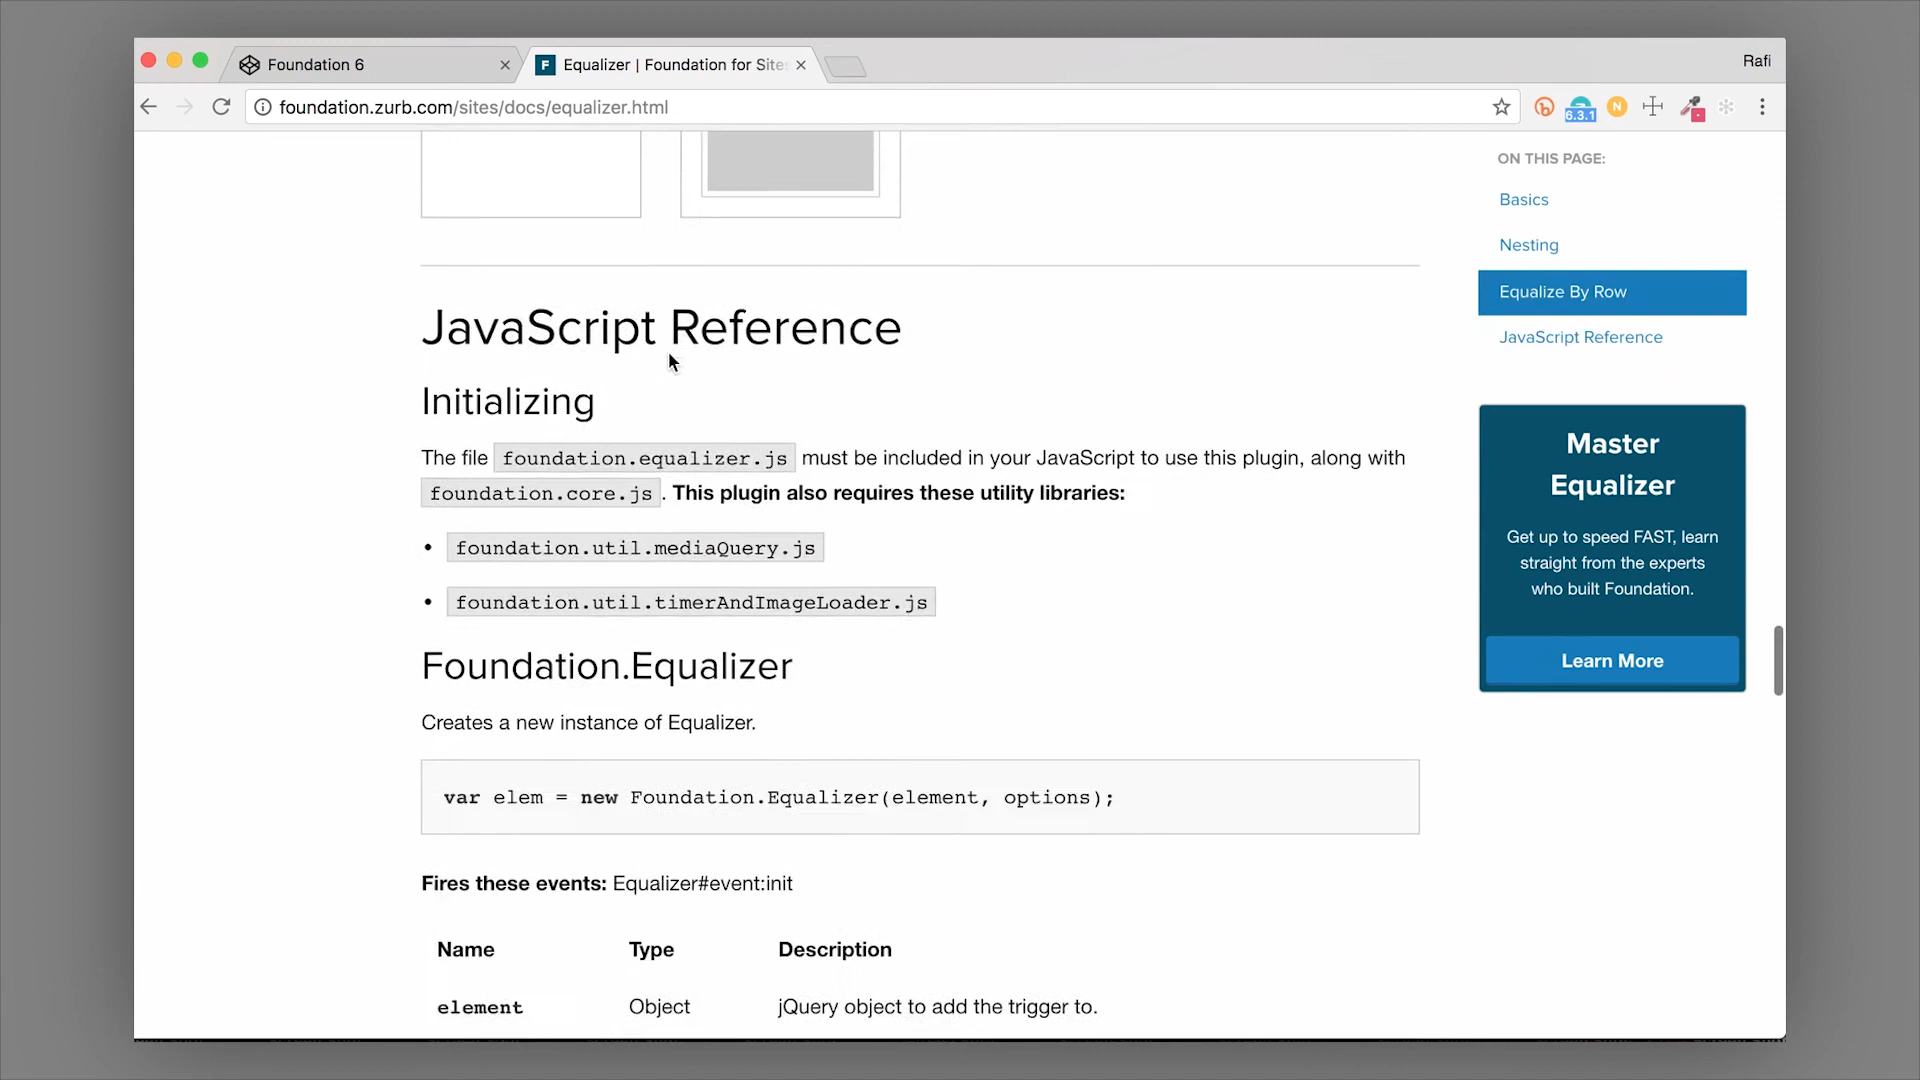 Foundation 6
Equalizer | Foundation for Site
Rafi
foundation.zurb.com/sites/docs/equalizer.html
6.3.1
N
ON THIS PAGE:
Basics
Nesting
Equalize By Row
JavaScript Reference
JavaScript Reference
Initializing
The file foundation.equalizer.js must be included in your JavaScript to use this plugin, along with
foundation.core.js. This plugin also requires these utility libraries:
• foundation.util.mediaQuery.js
• foundation.util.timerAndImageLoader.js
Foundation.Equalizer
Creates a new instance of Equalizer.
var elem = new Foundation.Equalizer(element, options);
Fires these events: Equalizer#event:init
Name Type Description
element Object jQuery object to add the trigger to.
Master
Equalizer
Get up to speed FAST, learn
straight from the experts
who built Foundation.
Learn More